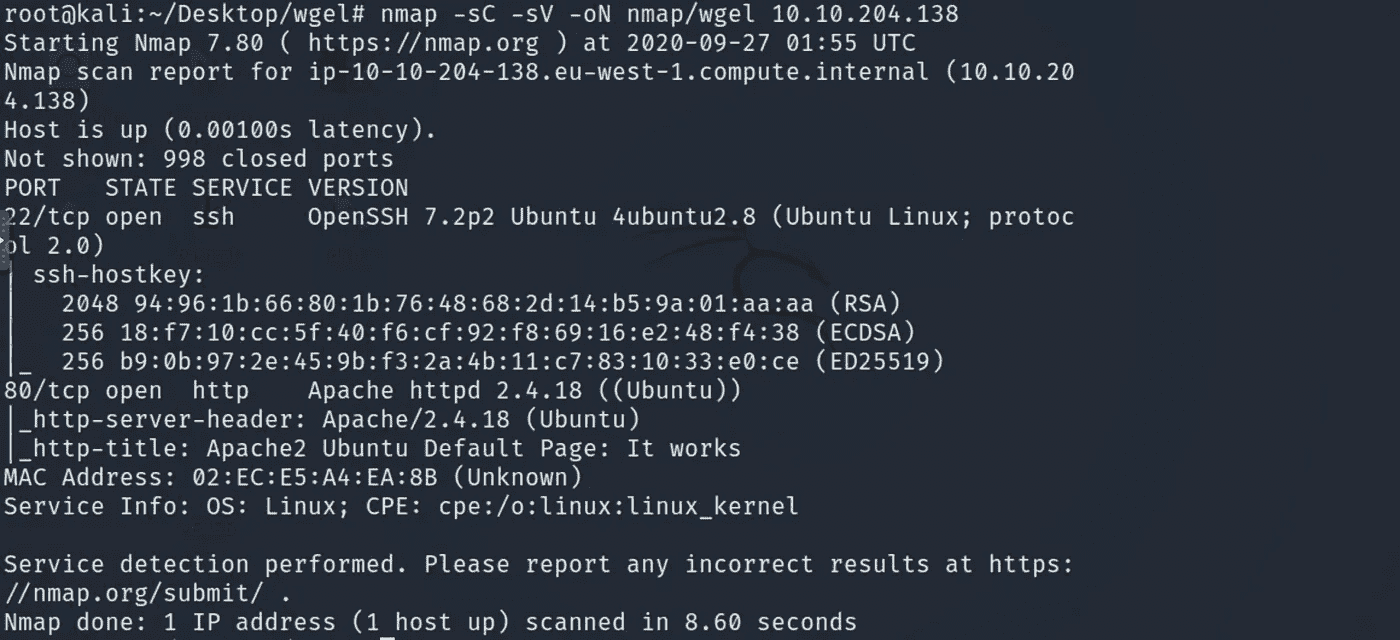 root@kali:~/Desktop/wgel# nmap -sC -sV -oN nmap/wgel 10.10.204.138
Starting Nmap 7.80 ( https://nmap.org ) at 2020-09-27 01:55 UTC
Nmap scan report for ip-10-10-204-138.eu-west-1.compute.internal (10.10.20
4.138)
Host is up (0.00100s latency).
Not shown: 998 closed ports
PORT   STATE SERVICE VERSION
22/tcp open  ssh     OpenSSH 7.2p2 Ubuntu 4ubuntu2.8 (Ubuntu Linux; protoc
ol 2.0)
| ssh-hostkey:
|   2048 94:96:1b:66:80:1b:76:48:68:2d:14:b5:9a:01:aa:aa (RSA)
|   256 18:f7:10:cc:5f:40:f6:cf:92:f8:69:16:e2:48:f4:38 (ECDSA)
|_  256 b9:0b:97:2e:45:9b:f3:2a:4b:11:c7:83:10:33:e0:ce (ED25519)
80/tcp open  http    Apache httpd 2.4.18 ((Ubuntu))
|_http-server-header: Apache/2.4.18 (Ubuntu)
|_http-title: Apache2 Ubuntu Default Page: It works
MAC Address: 02:EC:E5:A4:EA:8B (Unknown)
Service Info: OS: Linux; CPE: cpe:/o:linux:linux_kernel
Service detection performed. Please report any incorrect results at https:
//nmap.org/submit/ .
Nmap done: 1 IP address (1 host up) scanned in 8.60 seconds